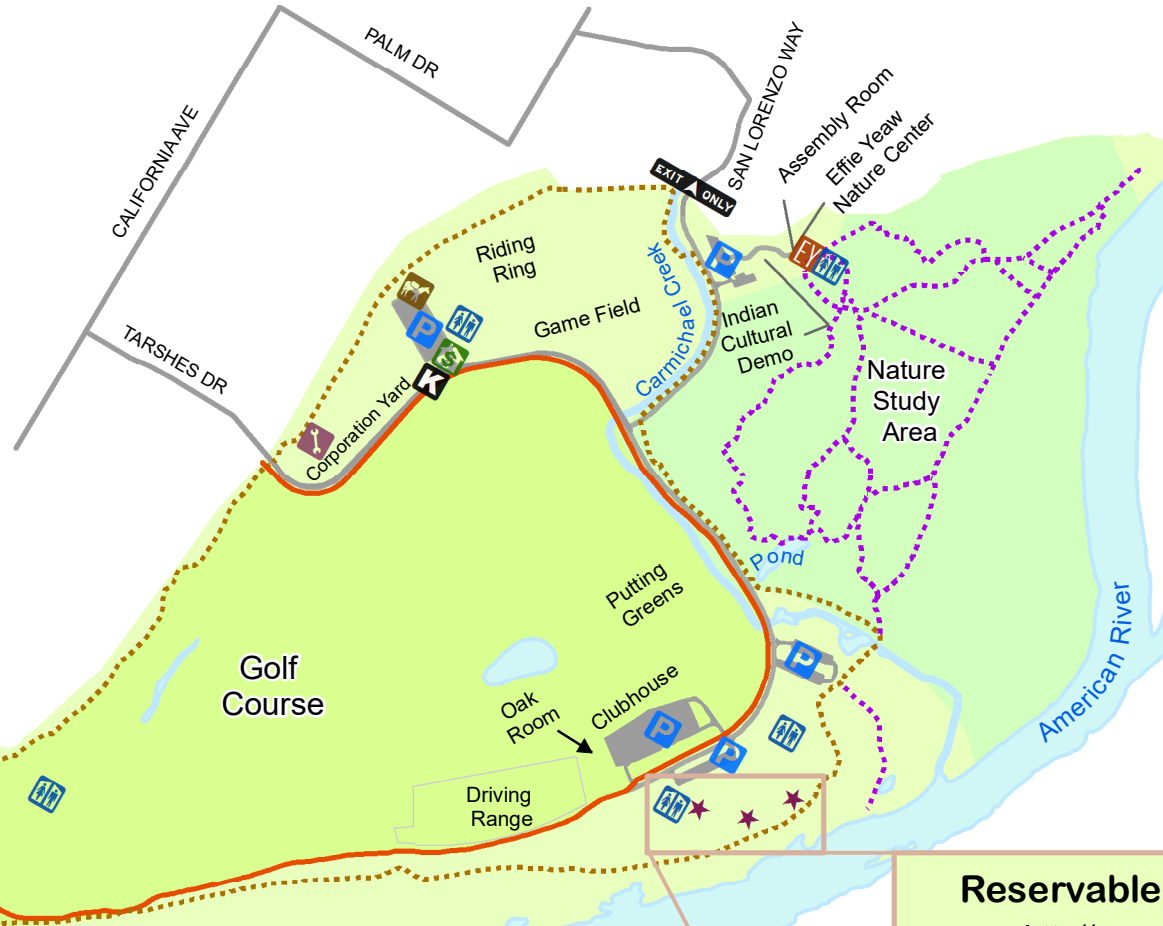 PALM DR
CALIFORNIA AVE
SAN LORENZO WAY
Assembly Room
Effie Yeaw
Nature Center
EXIT ONLY
Riding
Ring
Game Field
Carmichael Creek
P
EY
Indian
Cultural
Demo
TARSHES DR
P
$
K
Corporation Yard
Nature
Study
Area
Pond
Putting
Greens
American River
Golf
Course
Oak
Room
Clubhouse
P
P
P
Driving
Range
Reservable